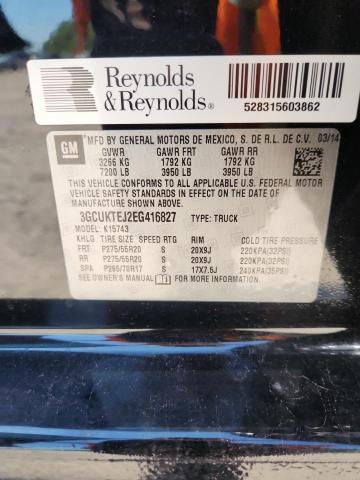 Reynolds
& Reynolds®
528315603862
GM
MFD BY GENERAL MOTORS DE MEXICO, S. DE R.L. DE C.V. 03/14
GVWR GAWR FRT GAWR RR
3266 KG 1792 KG 1792 KG
7200 LB 3950 LB 3950 LB
THIS VEHICLE CONFORMS TO ALL APPLICABLE U.S. FEDERAL MOTOR
VEHICLE SAFETY STANDARDS IN EFFECT ON THE DATE OF
MANUFACTURE SHOWN ABOVE.
3GCUKTEJ2EG416827 TYPE: TRUCK
MODEL: K15743
KHLG TIRE SIZE SPEED RTG RIM COLD TIRE PRESSURE
FRT P275/55R20 S 20X9J 220KPA(32PSI)
RR P275/55R20 S 20X9J 220KPA(32PSI)
SPA P265/70R17 17X7.5J 240KPA(35PSI)
SEE OWNER'S MANUAL FOR MORE INFORMATION.